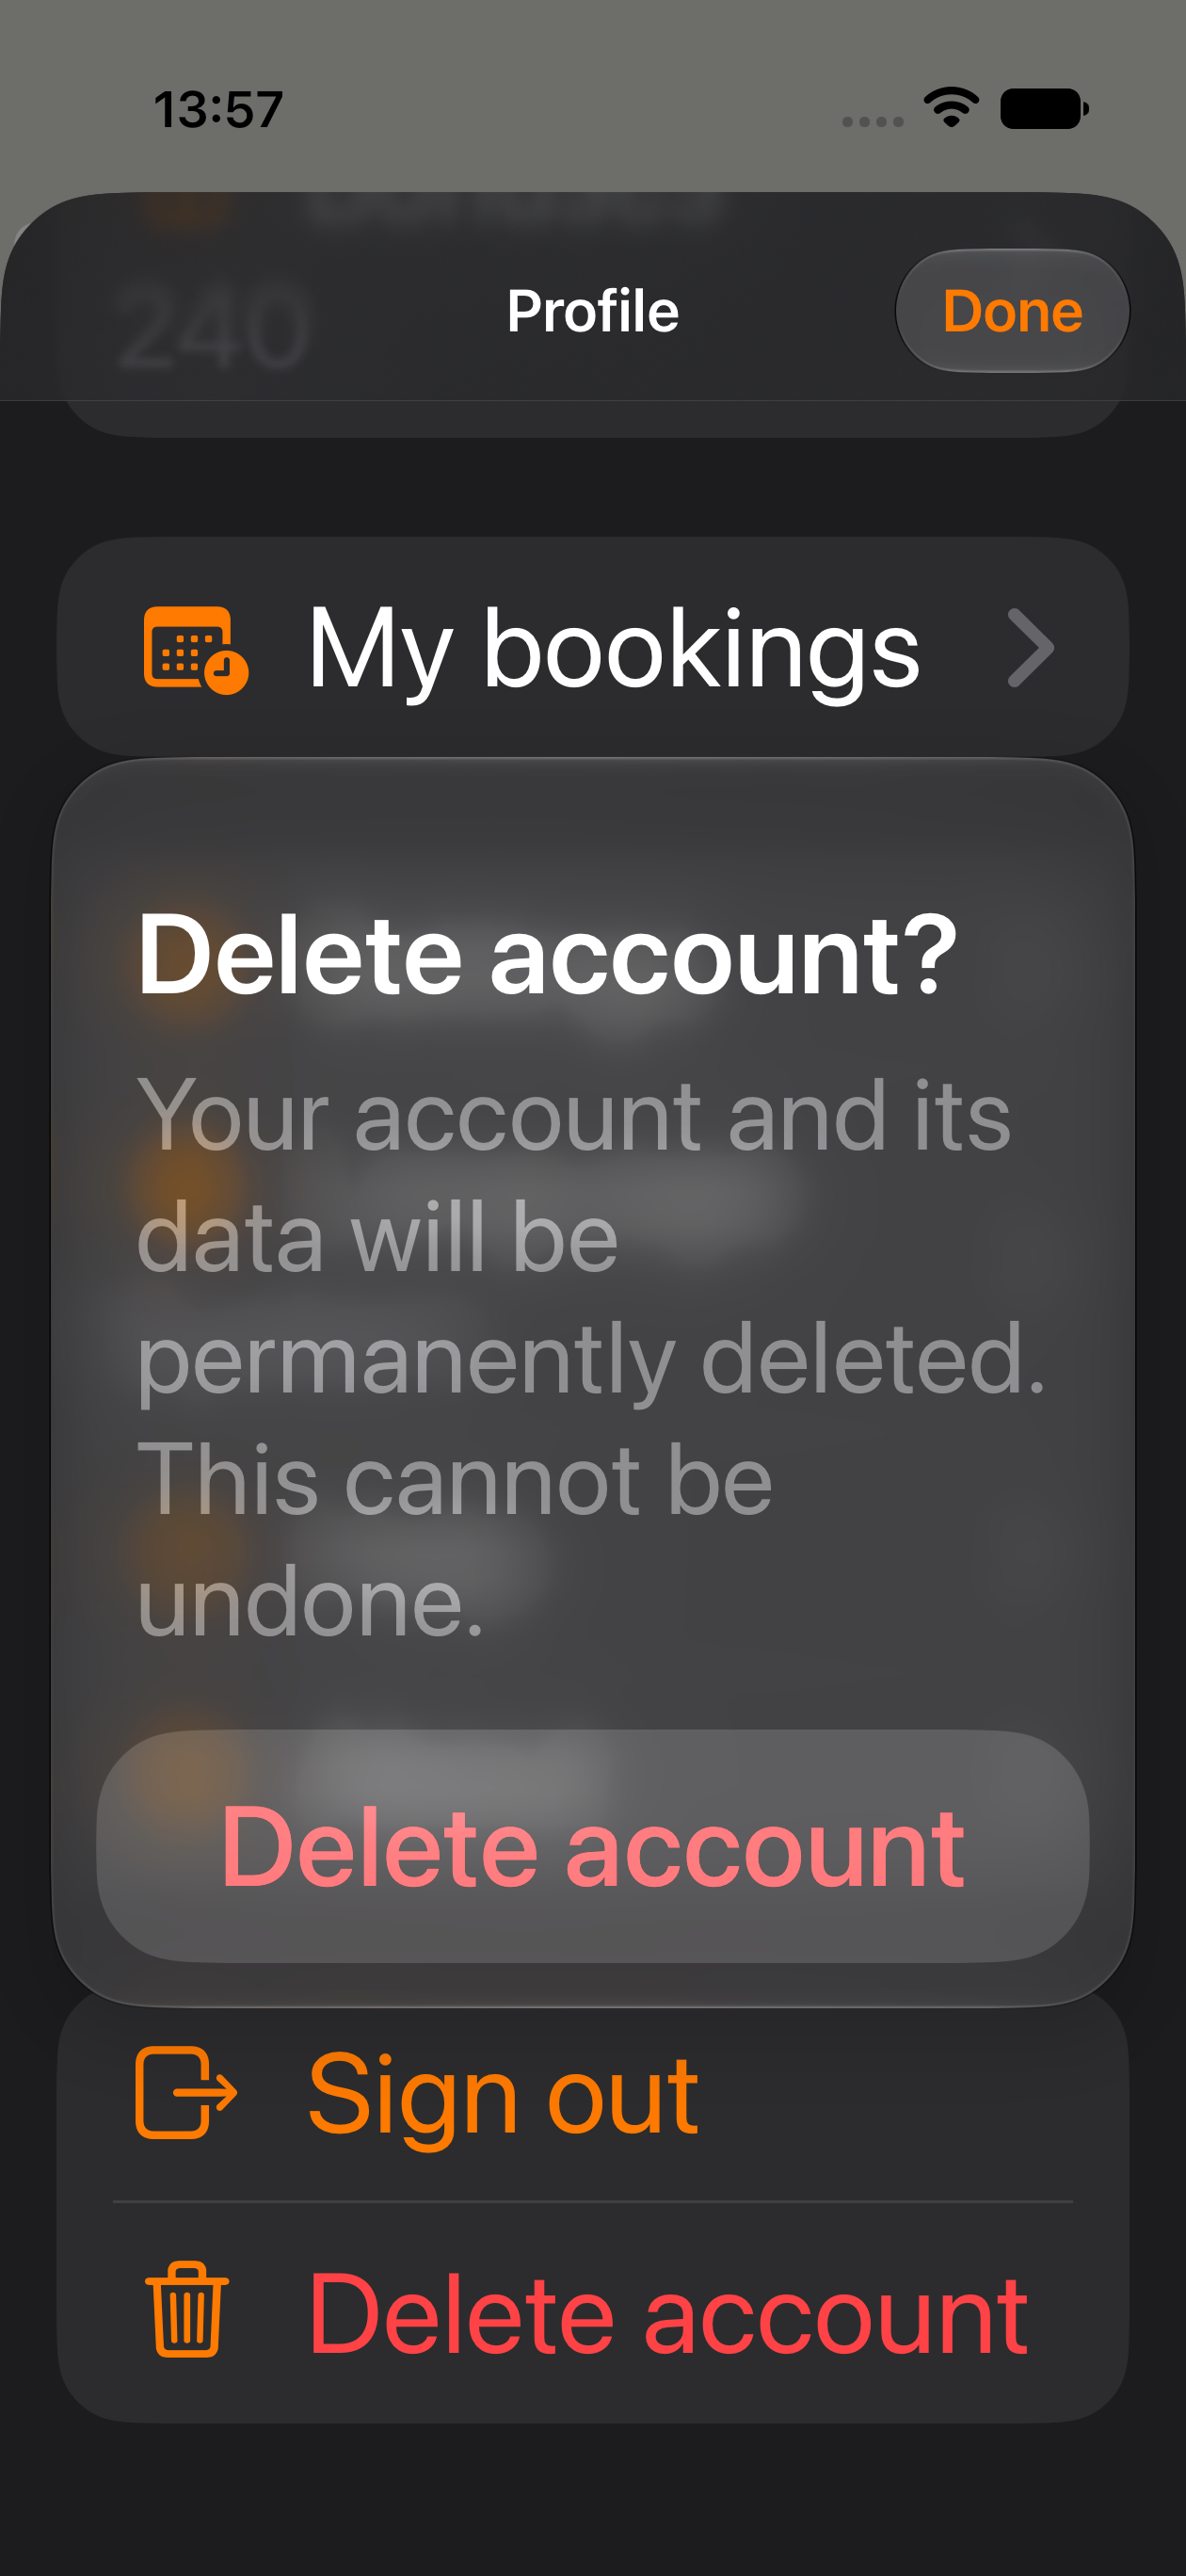 13:57
240
Profile
Done
My bookings
Delete account?
Your account and its
data will be
permanently deleted.
This cannot be
undone.
Delete account
Sign out
Delete account